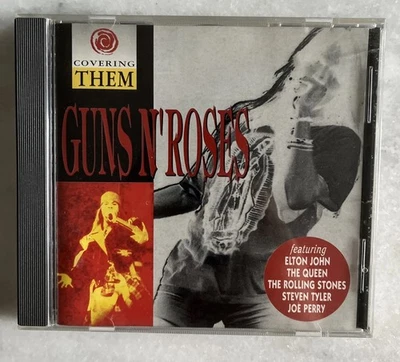 COVERING
THEM
GUNS N' ROSES
featuring
ELTON JOHN
THE QUEEN
THE ROLLING STONES
STEVEN TYLER
JOE PERRY